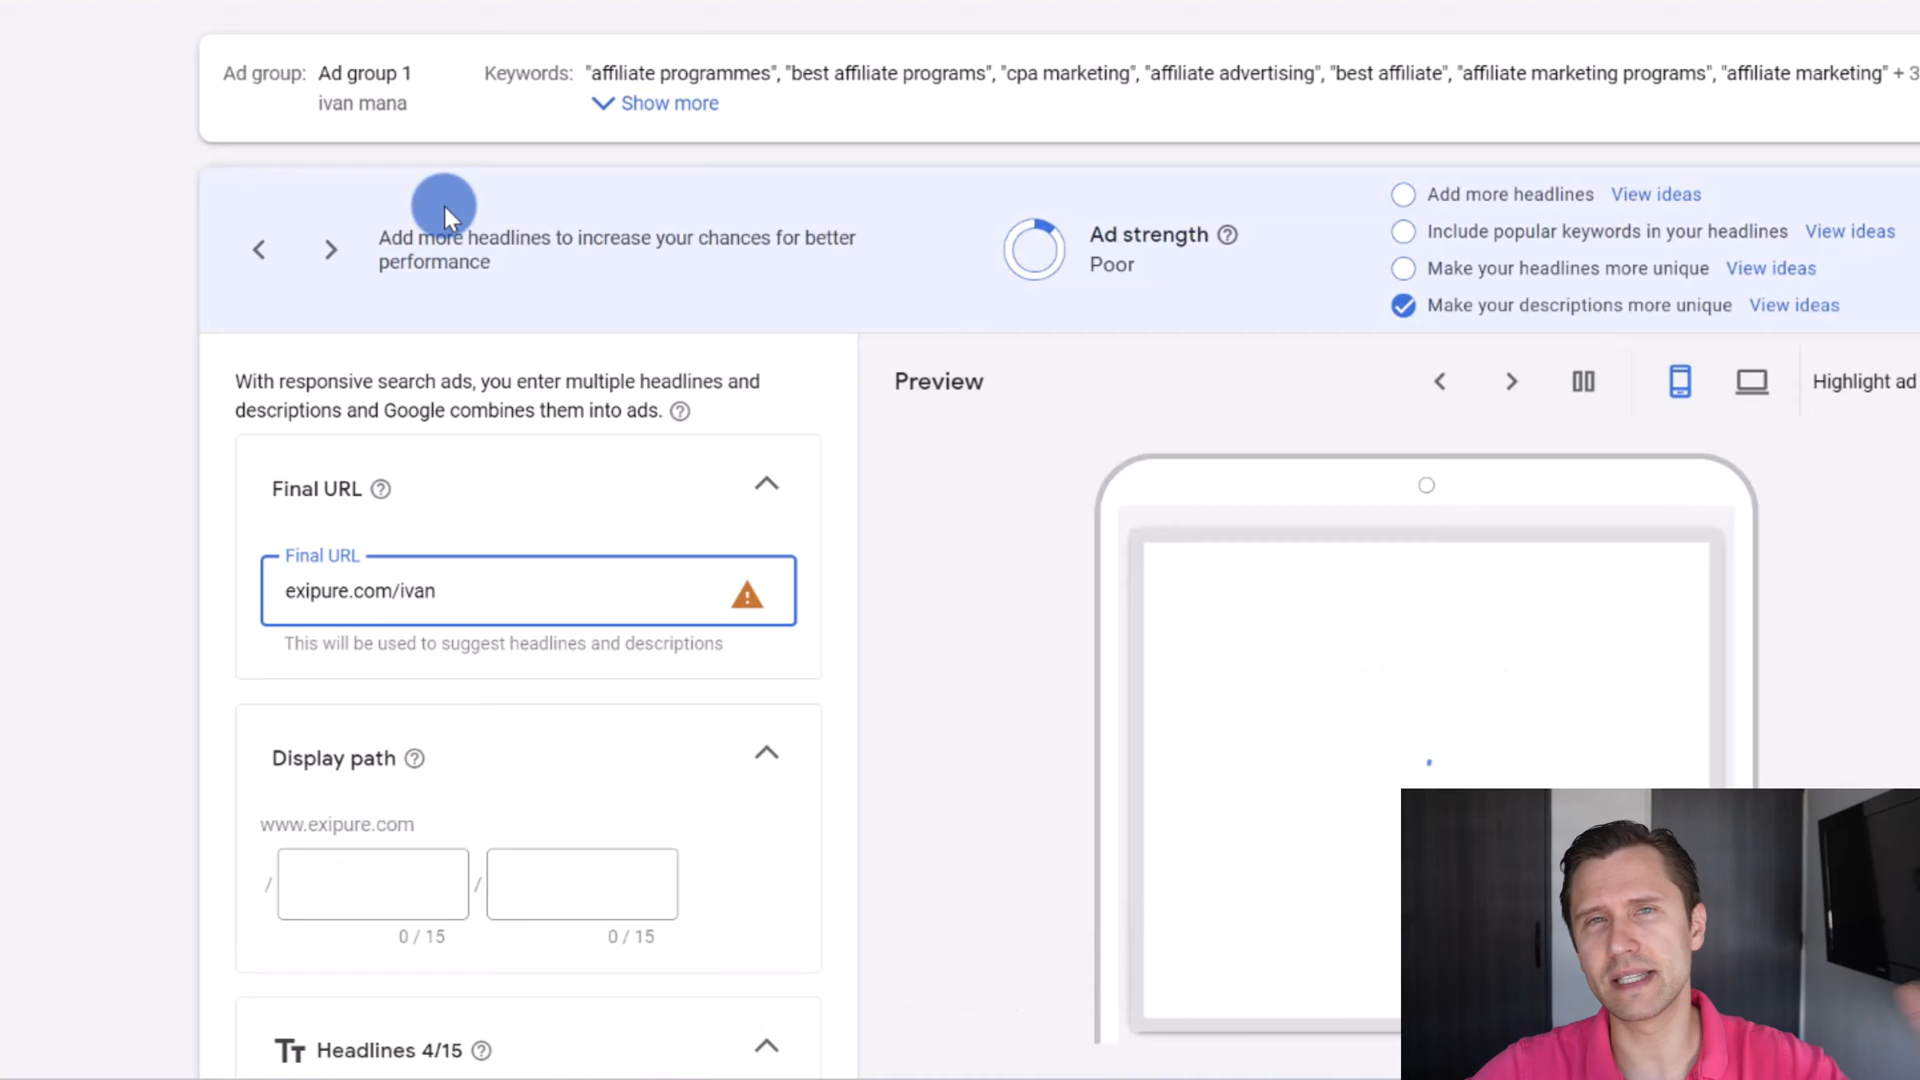 Ad group: Ad group 1 Keywords: "affiliate programmes", "best affiliate programs", "cpa marketing", "affiliate advertising", "best affiliate", "affiliate marketing programs", "affiliate marketing" + 3
ivan mana Show more
Add more headlines to increase your chances for better
performance
Ad strength
Poor
Add more headlines View ideas
Include popular keywords in your headlines View ideas
Make your headlines more unique View ideas
Make your descriptions more unique View ideas
With responsive search ads, you enter multiple headlines and
descriptions and Google combines them into ads.
Preview
Highlight ad
Final URL
Final URL
exipure.com/ivan
This will be used to suggest headlines and descriptions
Display path
www.exipure.com
/ /
0 / 15 0 / 15
Tт Headlines 4/15